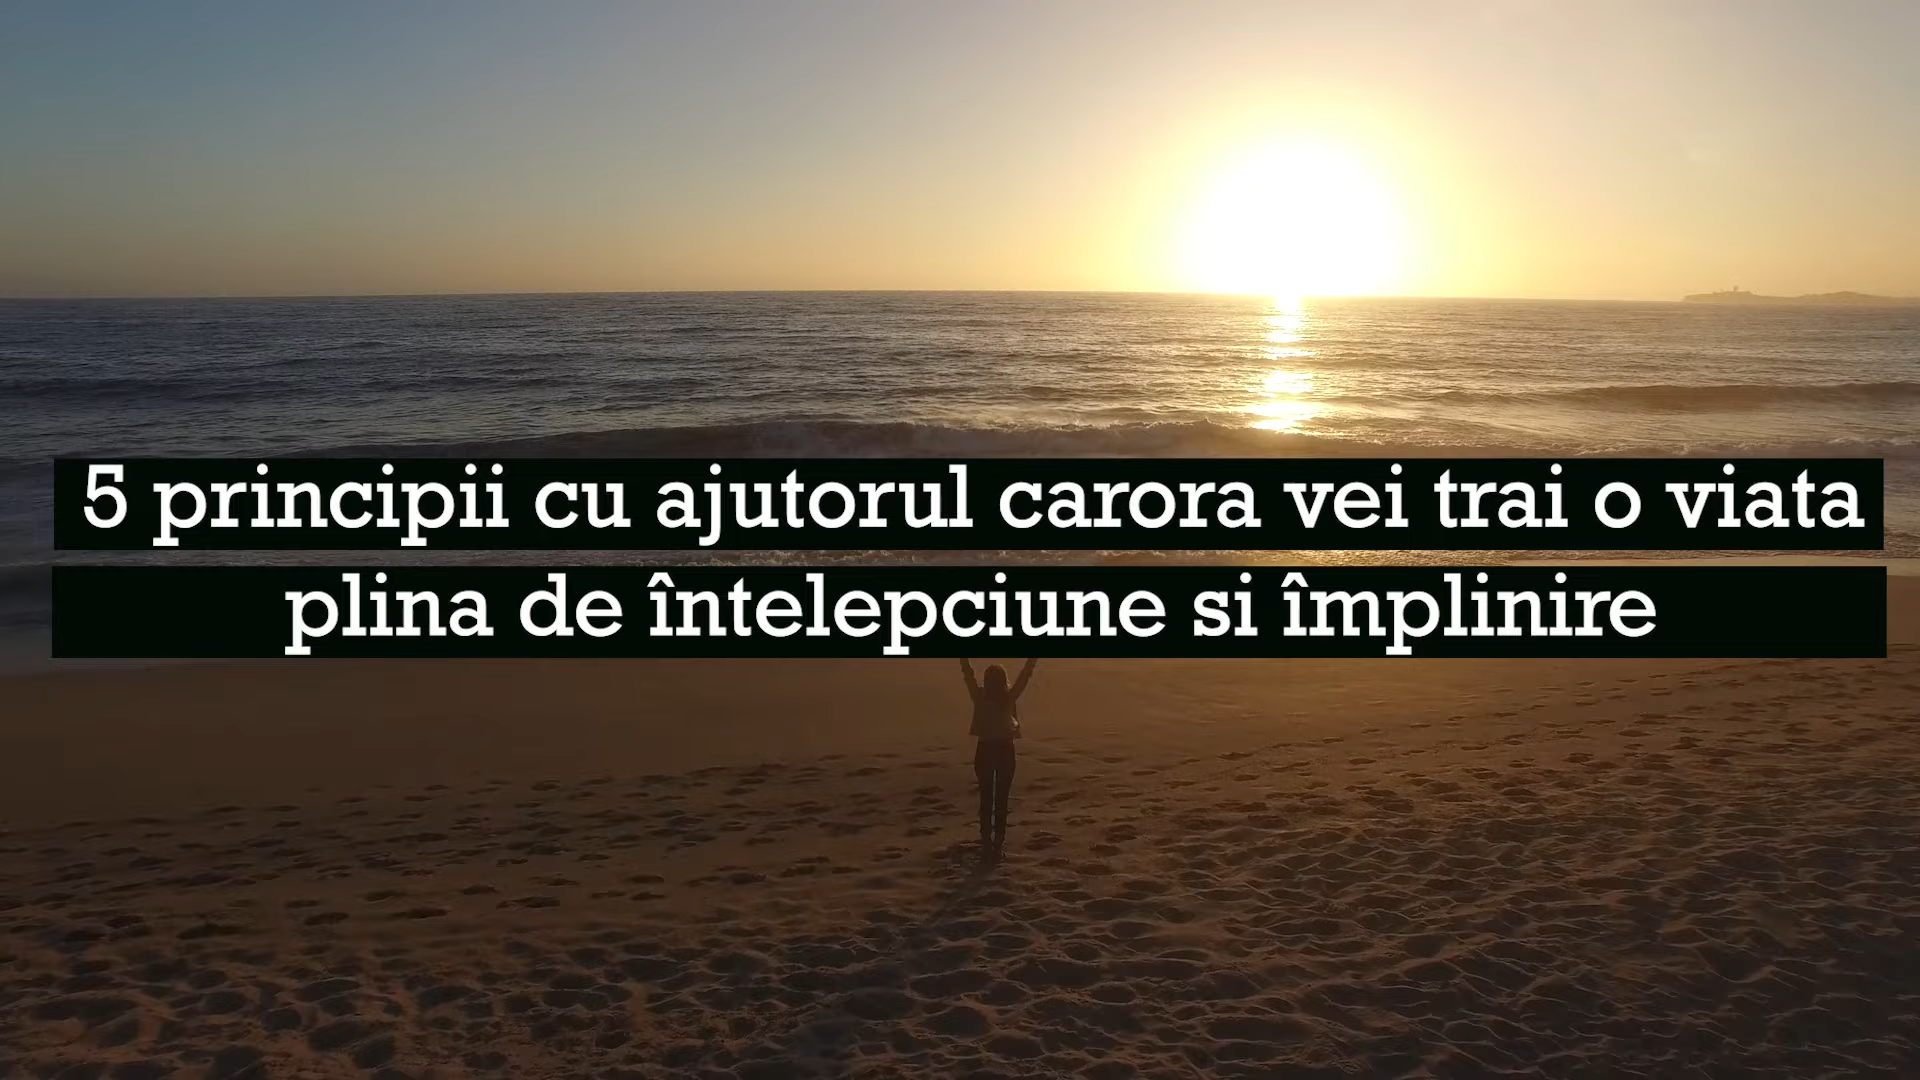 5 principii cu ajutorul carora vei trai o viata
plina de întelepciune si împlinire